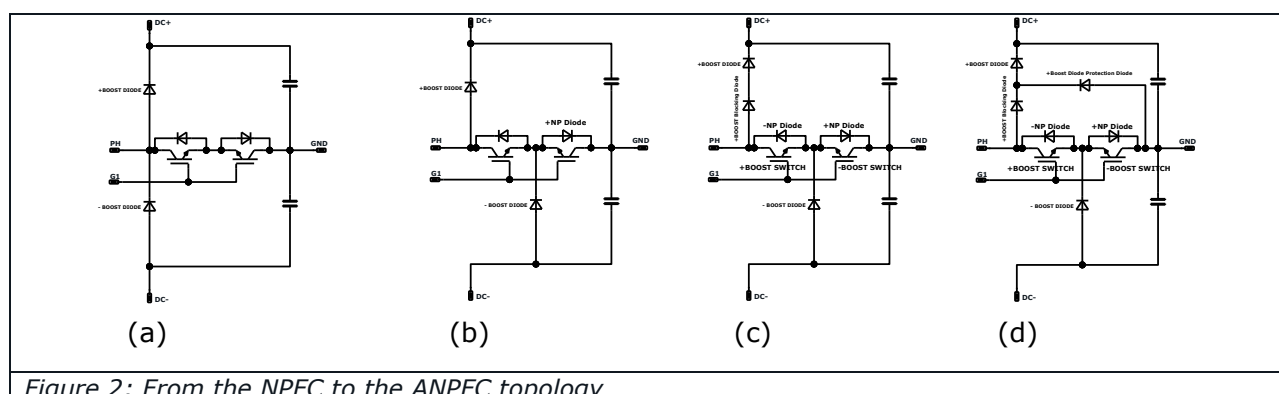 DC+
+BOOST DIODE
PH
GND
G1
- BOOST DIODE
DC-
(a)
DC+
+BOOST DIODE
+NP Diode
PH
GND
G1
- BOOST DIODE
DC-
(b)
DC+
+BOOST DIODE
+BOOST Blocking Diode
-NP Diode
+NP Diode
PH
GND
+BOOST SWITCH
-BOOST SWITCH
G1
- BOOST DIODE
DC-
(c)
DC+
+BOOST DIODE
+Boost Diode Protection Diode
+BOOST Blocking Diode
-NP Diode
+NP Diode
PH
GND
+BOOST SWITCH
-BOOST SWITCH
G1
- BOOST DIODE
DC-
(d)
Figure 2: From the NPFC to the ANPFC topology